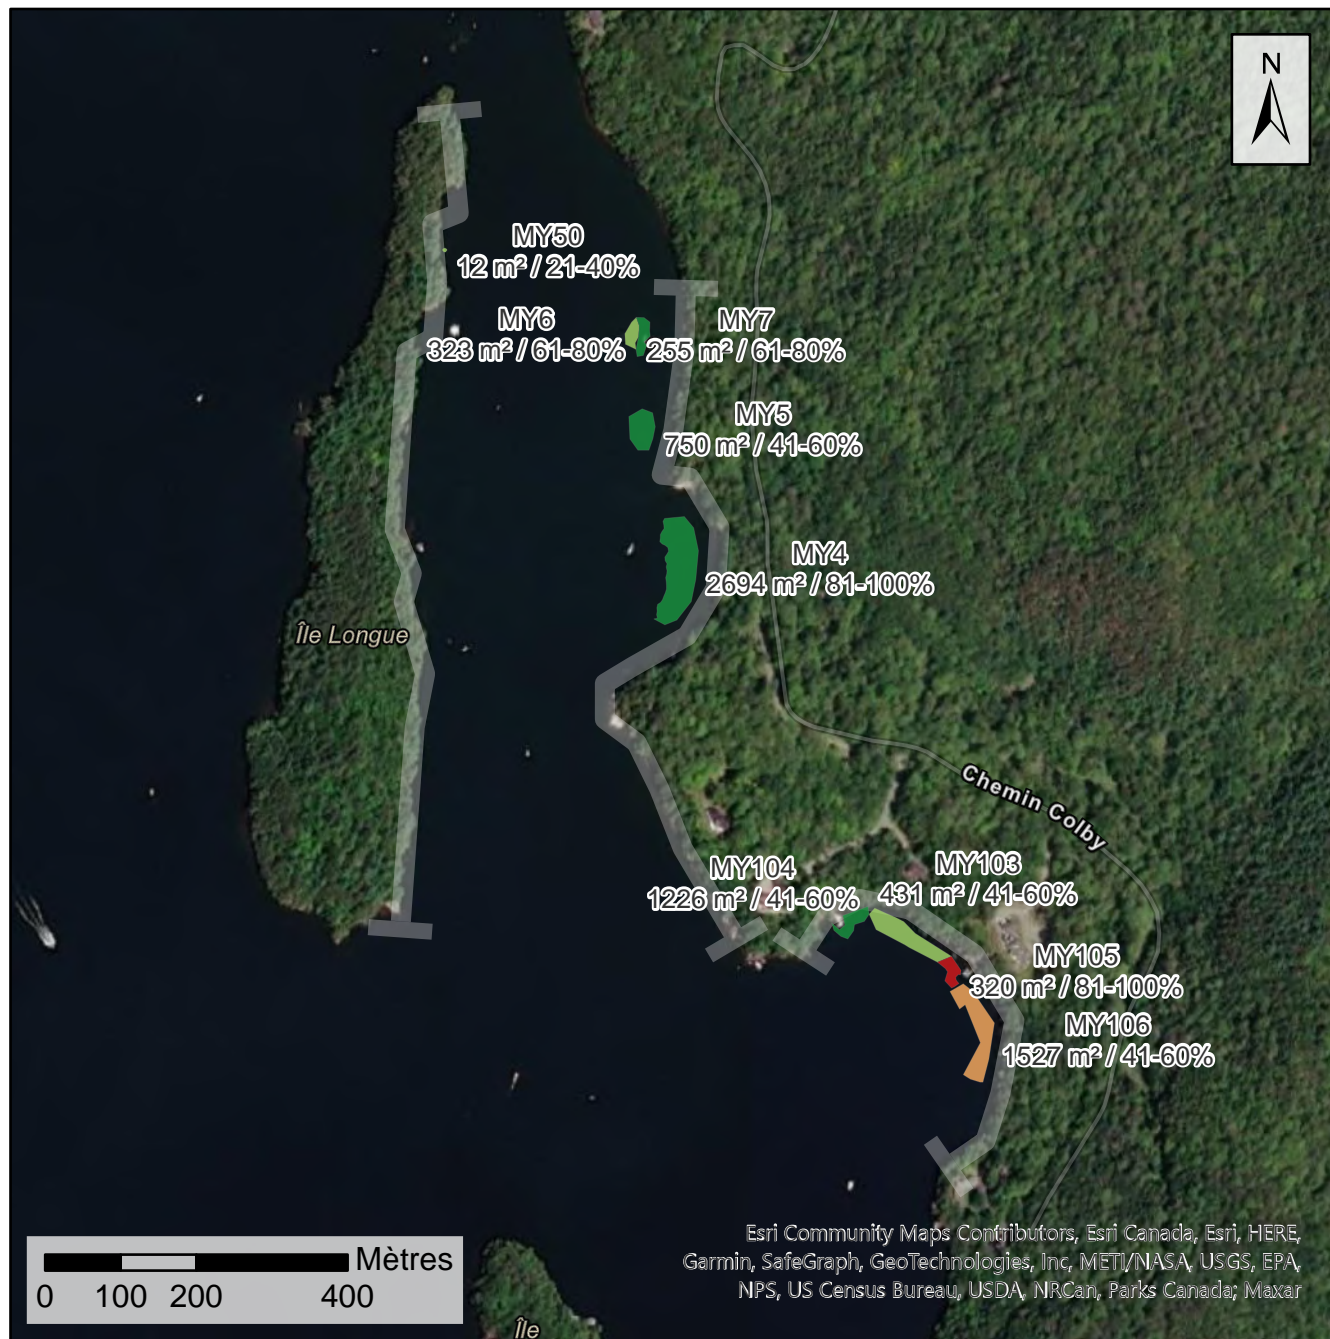 N
MY50
12 m² / 21-40%
MY6
323 m² / 61-80%
MY7
255 m² / 61-80%
MY5
750 m² / 41-60%
MY4
2694 m² / 81-100%
Île Longue
Chemin Colby
MY104
1226 m² / 41-60%
MY103
431 m² / 41-60%
MY105
320 m² / 81-100%
MY106
1527 m² / 41-60%
Esri Community Maps Contributors, Esri Canada, Esri, HERE,
Garmin, SafeGraph, GeoTechnologies, Inc, METI/NASA, USGS, EPA,
NPS, US Census Bureau, USDA, NRCan, Parks Canada; Maxar
Mètres
0 100 200 400
Île